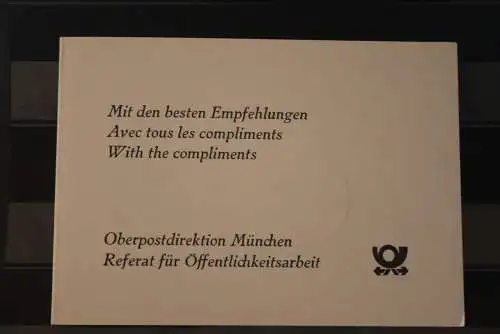 Mit den besten Empfehlungen
Avec tous les compliments
With the compliments
Oberpostdirektion München
Referat für Öffentlichkeitsarbeit